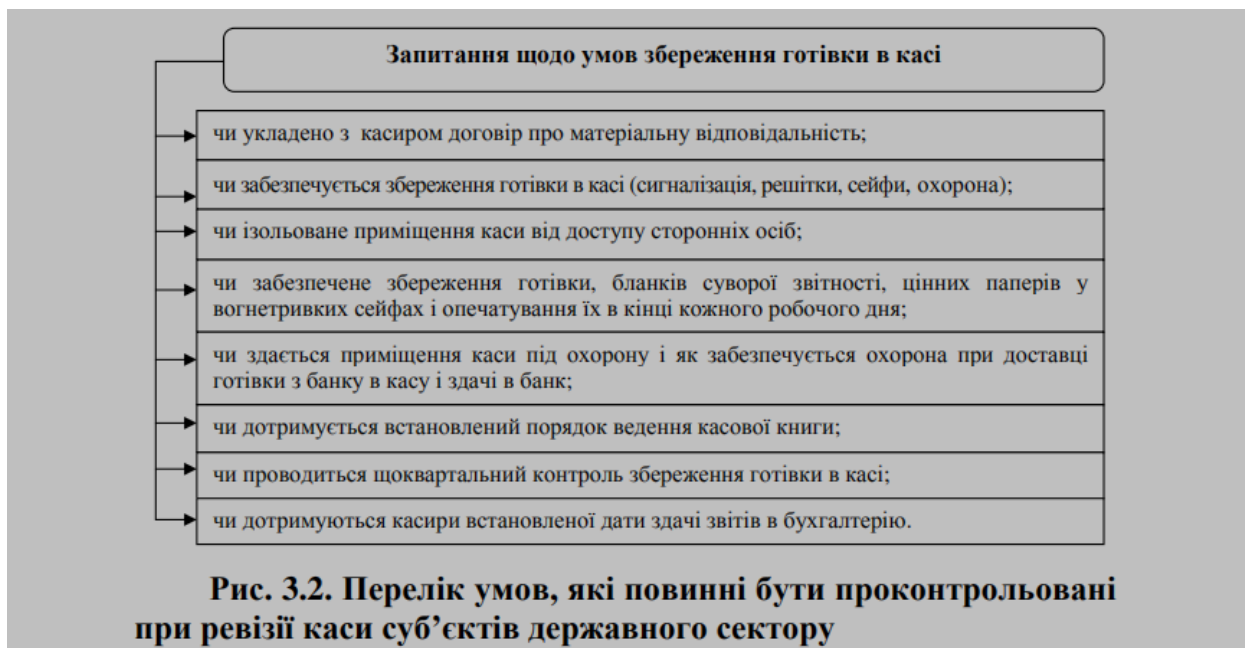 Запитання щодо умов збереження готівки в касі
чи укладено з касиром договір про матеріальну відповідальність;
чи забезпечується збереження готівки в касі (сигналізація, решітки, сейфи, охорона);
чи ізольоване приміщення каси від доступу сторонніх осіб;
чи забезпечене збереження готівки, бланків суворої звітності, цінних паперів у
вогнетривких сейфах і опечатування їх в кінці кожного робочого дня;
чи здається приміщення каси під охорону і як забезпечується охорона при доставці
готівки з банку в касу і здачі в банк;
чи дотримується встановлений порядок ведення касової книги;
чи проводиться щоквартальний контроль збереження готівки в касі;
чи дотримуються касири встановленої дати здачі звітів в бухгалтерію.
Рис. 3.2. Перелік умов, які повинні бути проконтрольовані
при ревізії каси суб’єктів державного сектору